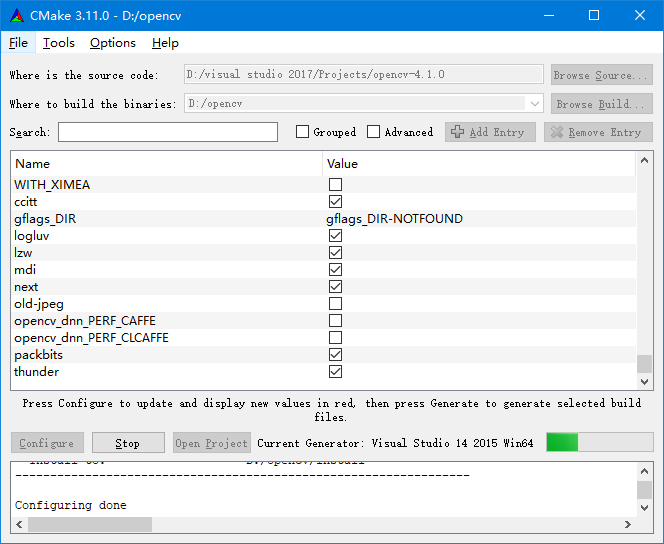 CMake 3.11.0 - D:/opencv
File Tools Options Help
Where is the source code: D:/visual studio 2017/Projects/opencv-4.1.0 Browse Source...
Where to build the binaries: D:/opencv Browse Build...
Search: Grouped Advanced Add Entry Remove Entry
Name Value
WITH_XIMEA
ccitt
gflags_DIR gflags_DIR-NOTFOUND
logluv
lzw
mdi
next
old-jpeg
opencv_dnn_PERF_CAFFE
opencv_dnn_PERF_CLCAFFE
packbits
thunder
Press Configure to update and display new values in red, then press Generate to generate selected build
files.
Configure Stop Open Project Current Generator: Visual Studio 14 2015 Win64
Install to: D:/opencv/install
-----------------------------------------------------------------
Configuring done